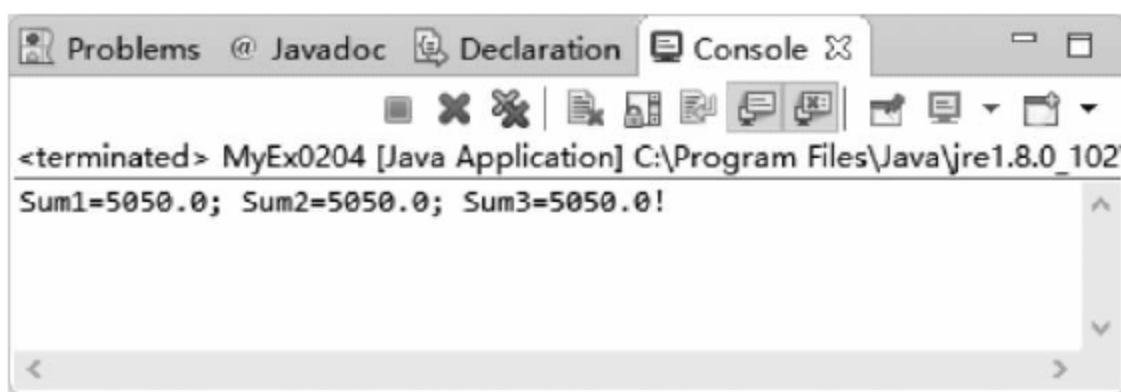 Problems @ Javadoc Declaration Console
<terminated> MyEx0204 [Java Application] C:\Program Files\Java\jre1.8.0_102\
Sum1=5050.0; Sum2=5050.0; Sum3=5050.0!